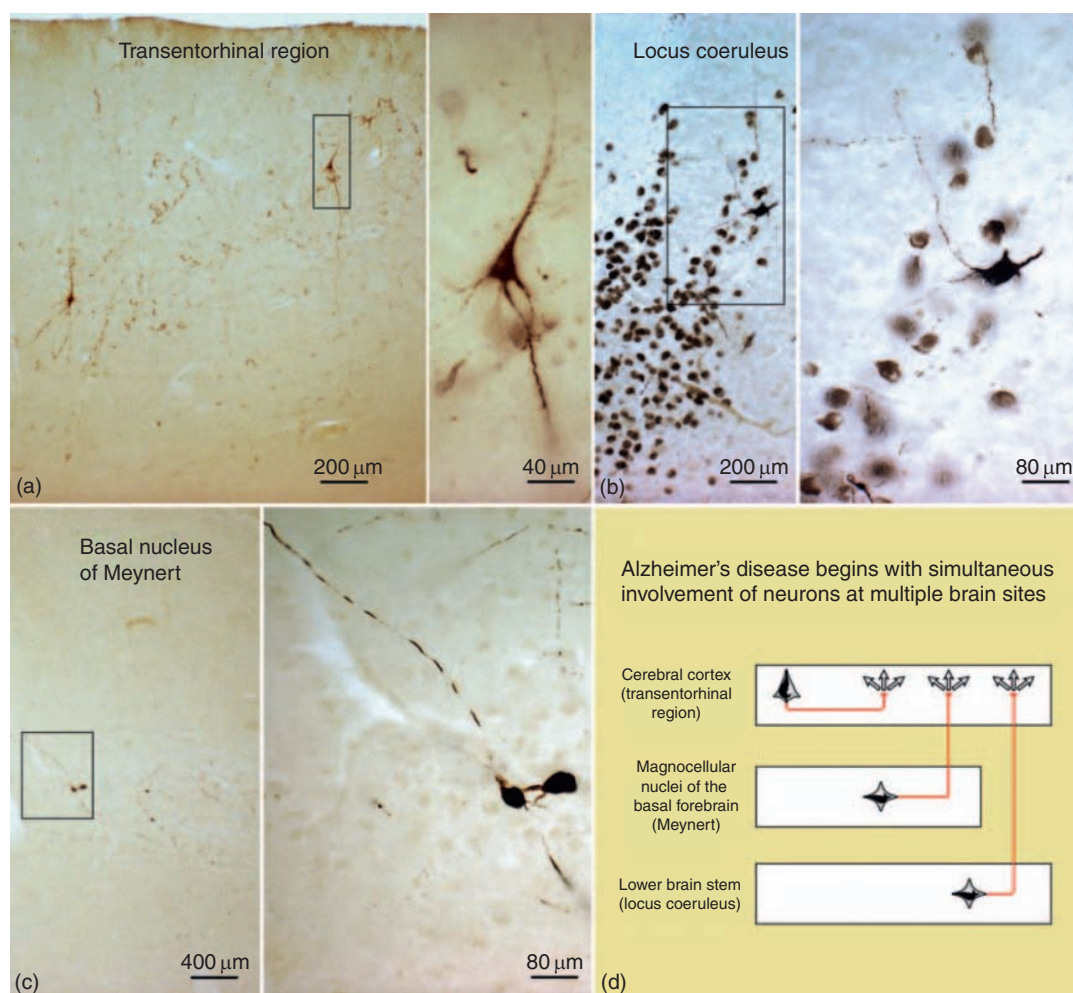 Transentorhinal region
200 μm
(a)
40 μm
Locus coeruleus
200 μm
(b)
80 μm
Basal nucleus
of Meynert
400 μm
(c)
80 μm
Alzheimer's disease begins with simultaneous
involvement of neurons at multiple brain sites
Cerebral cortex
(transentorhinal
region)
Magnocellular
nuclei of the
basal forebrain
(Meynert)
Lower brain stem
(locus coeruleus)
(d)